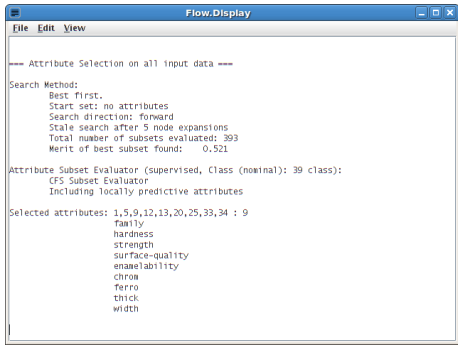 Flow.Display
File Edit View
=== Attribute Selection on all input data ===
Search Method:
Best first.
Start set: no attributes
Search direction: forward
Stale search after 5 node expansions
Total number of subsets evaluated: 393
Merit of best subset found: 0.521
Attribute Subset Evaluator (supervised, Class (nominal): 39 class):
CFS Subset Evaluator
Including locally predictive attributes
Selected attributes: 1,5,9,12,13,20,25,33,34 : 9
family
hardness
strength
surface-quality
enamelability
chrom
ferro
thick
width